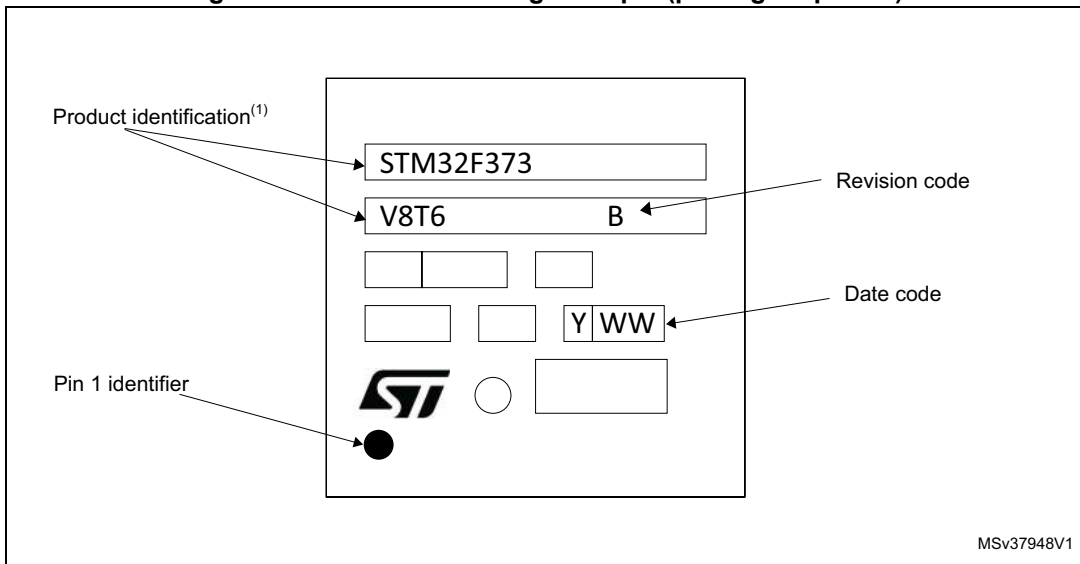 Product identification(1)
STM32F373
Revision code
V8T6 B
Date code
Y WW
Pin 1 identifier
ST
MSv37948V1